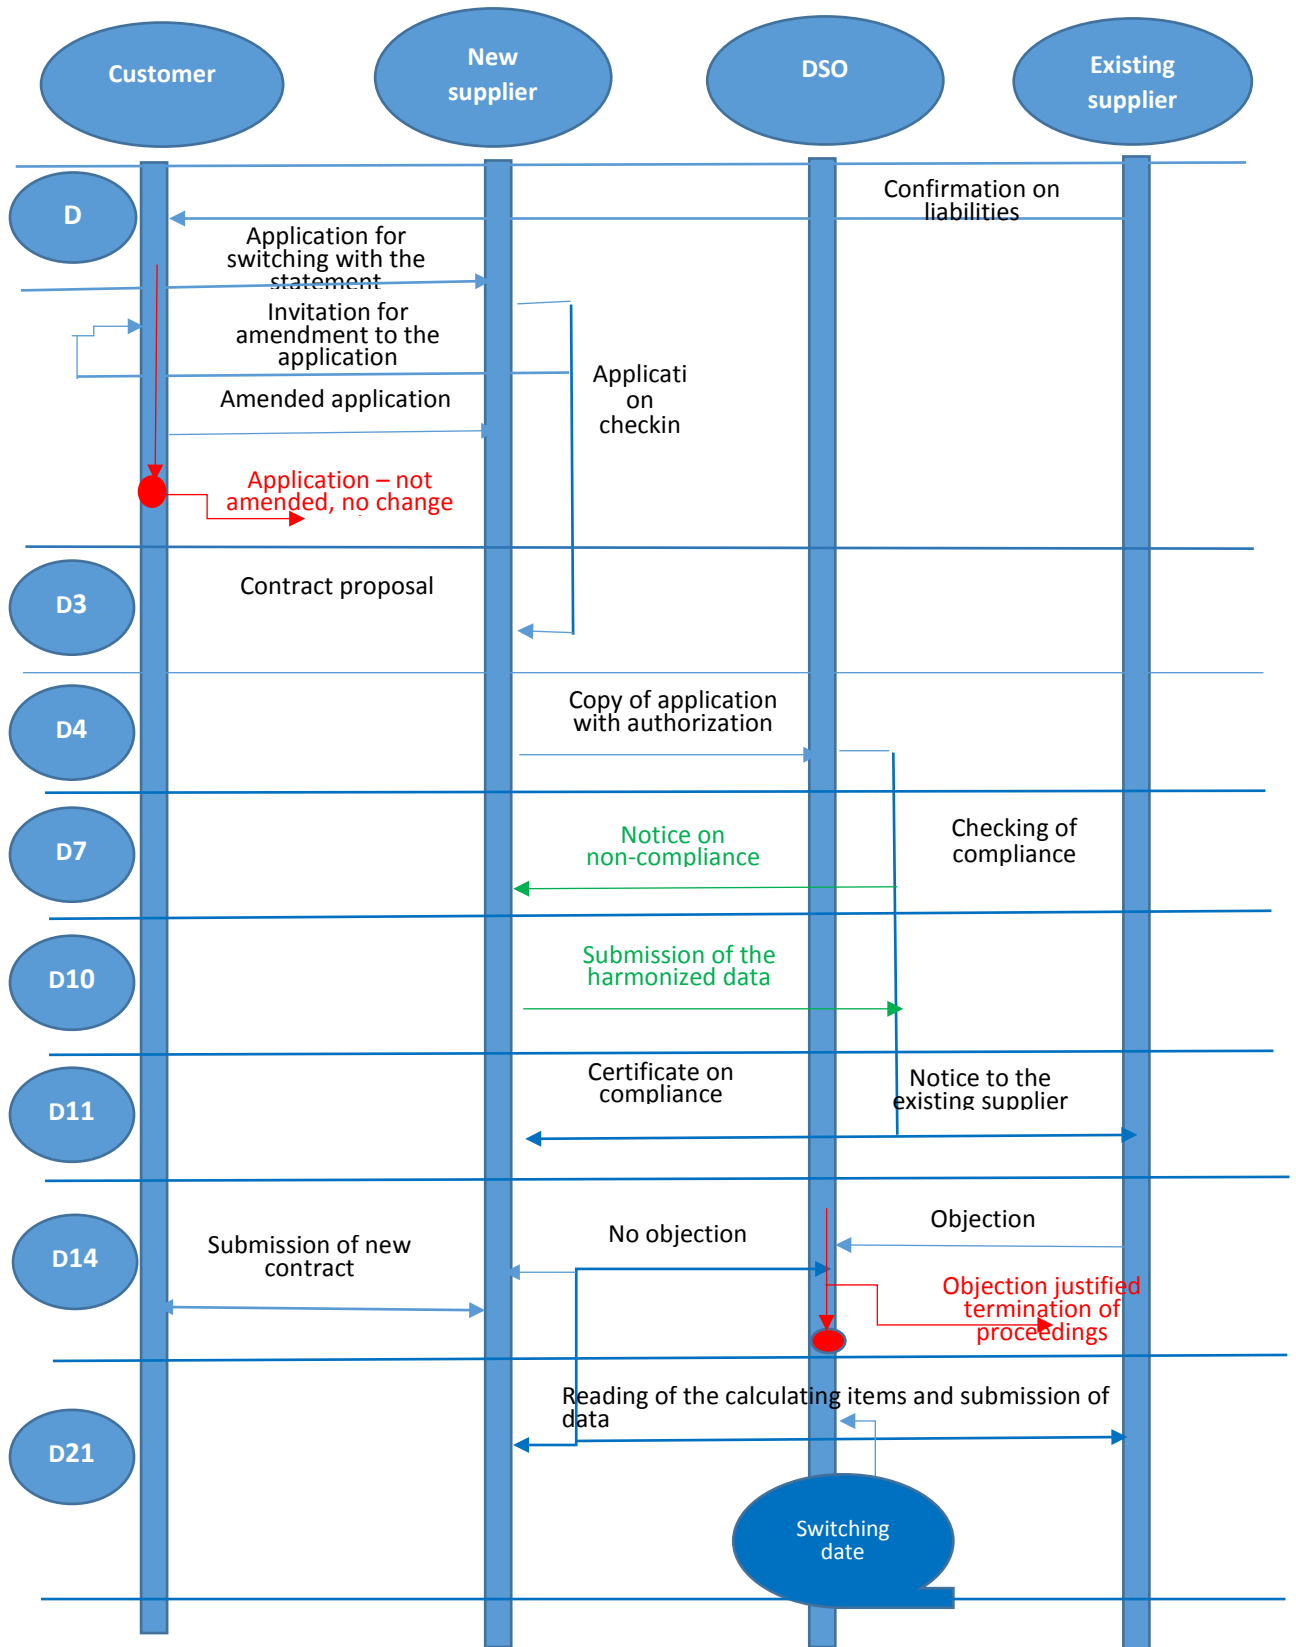 Customer
New
supplier
DSO
Existing
supplier
D
Confirmation on
liabilities
Application for
switching with the
statement
Invitation for
amendment to the
application
Applicati
on
checkin
Amended application
Application – not
amended, no change
D3
Contract proposal
D4
Copy of application
with authorization
D7
Notice on
non-compliance
Checking of
compliance
D10
Submission of the
harmonized data
D11
Certificate on
compliance
Notice to the
existing supplier
D14
Submission of new
contract
No objection
Objection
Objection justified
termination of
proceedings
D21
Reading of the calculating items and submission of
data
Switching
date